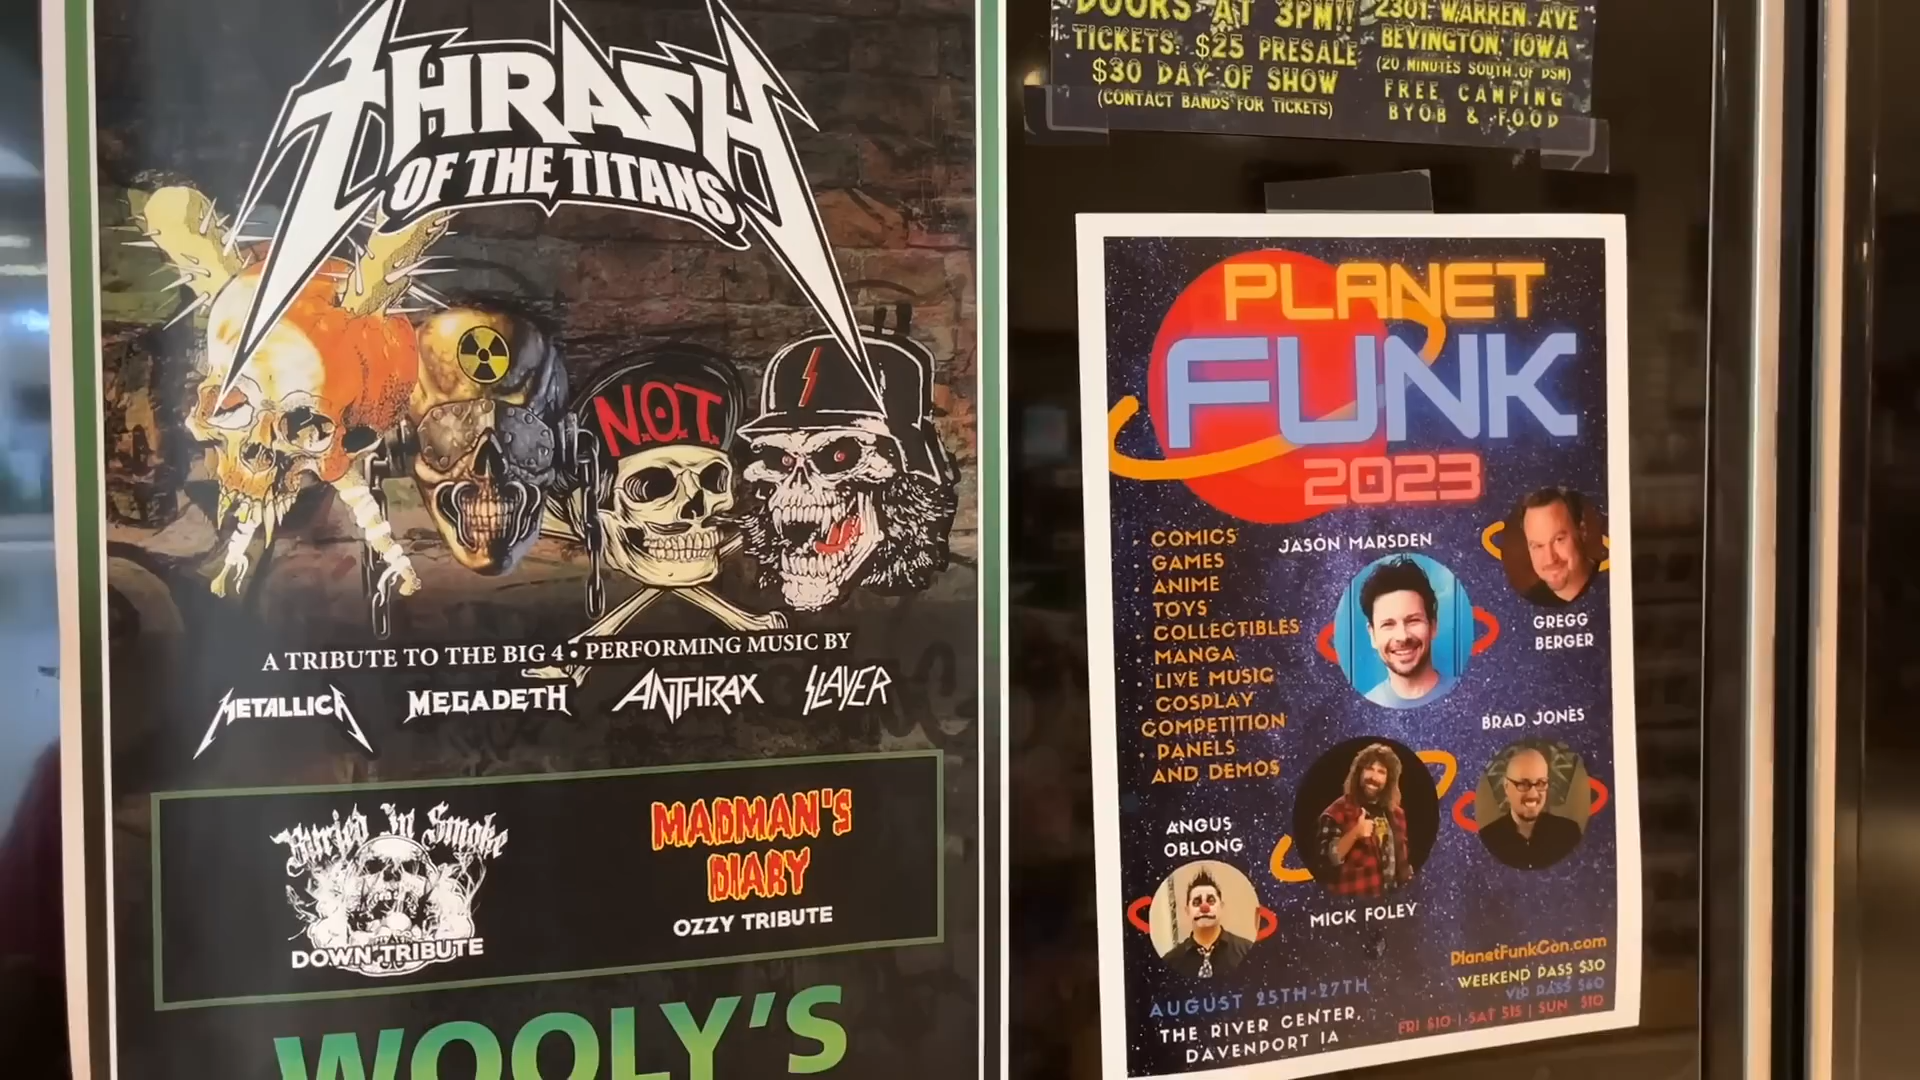 THRASH
OF THE TITANS
N.O.T.
A TRIBUTE TO THE BIG 4 • PERFORMING MUSIC BY
METALLICA MEGADETH ANTHRAX SLAYER
Buried In Smoke
DOWN TRIBUTE
MADMAN'S
DIARY
OZZY TRIBUTE
WOOLY'S
DOORS AT 3PM!!
TICKETS: $25 PRESALE
$30 DAY OF SHOW
(CONTACT BANDS FOR TICKETS)
2301 WARREN AVE
BEVINGTON, IOWA
(20 MINUTES SOUTH OF DSM)
FREE CAMPING
BYOB & FOOD
PLANET
FUNK
2023
• COMICS
• GAMES
• ANIME
• TOYS
• COLLECTIBLES
• MANGA
• LIVE MUSIC
• COSPLAY
COMPETITION
• PANELS
AND DEMOS
JASON MARSDEN
GREGG
BERGER
BRAD JONES
ANGUS
OBLONG
MICK FOLEY
PlanetFunkCon.com
WEEKEND PASS $30
VIP PASS $60
FRI $10 | SAT $15 | SUN $10
AUGUST 25TH-27TH
THE RIVER CENTER,
DAVENPORT IA